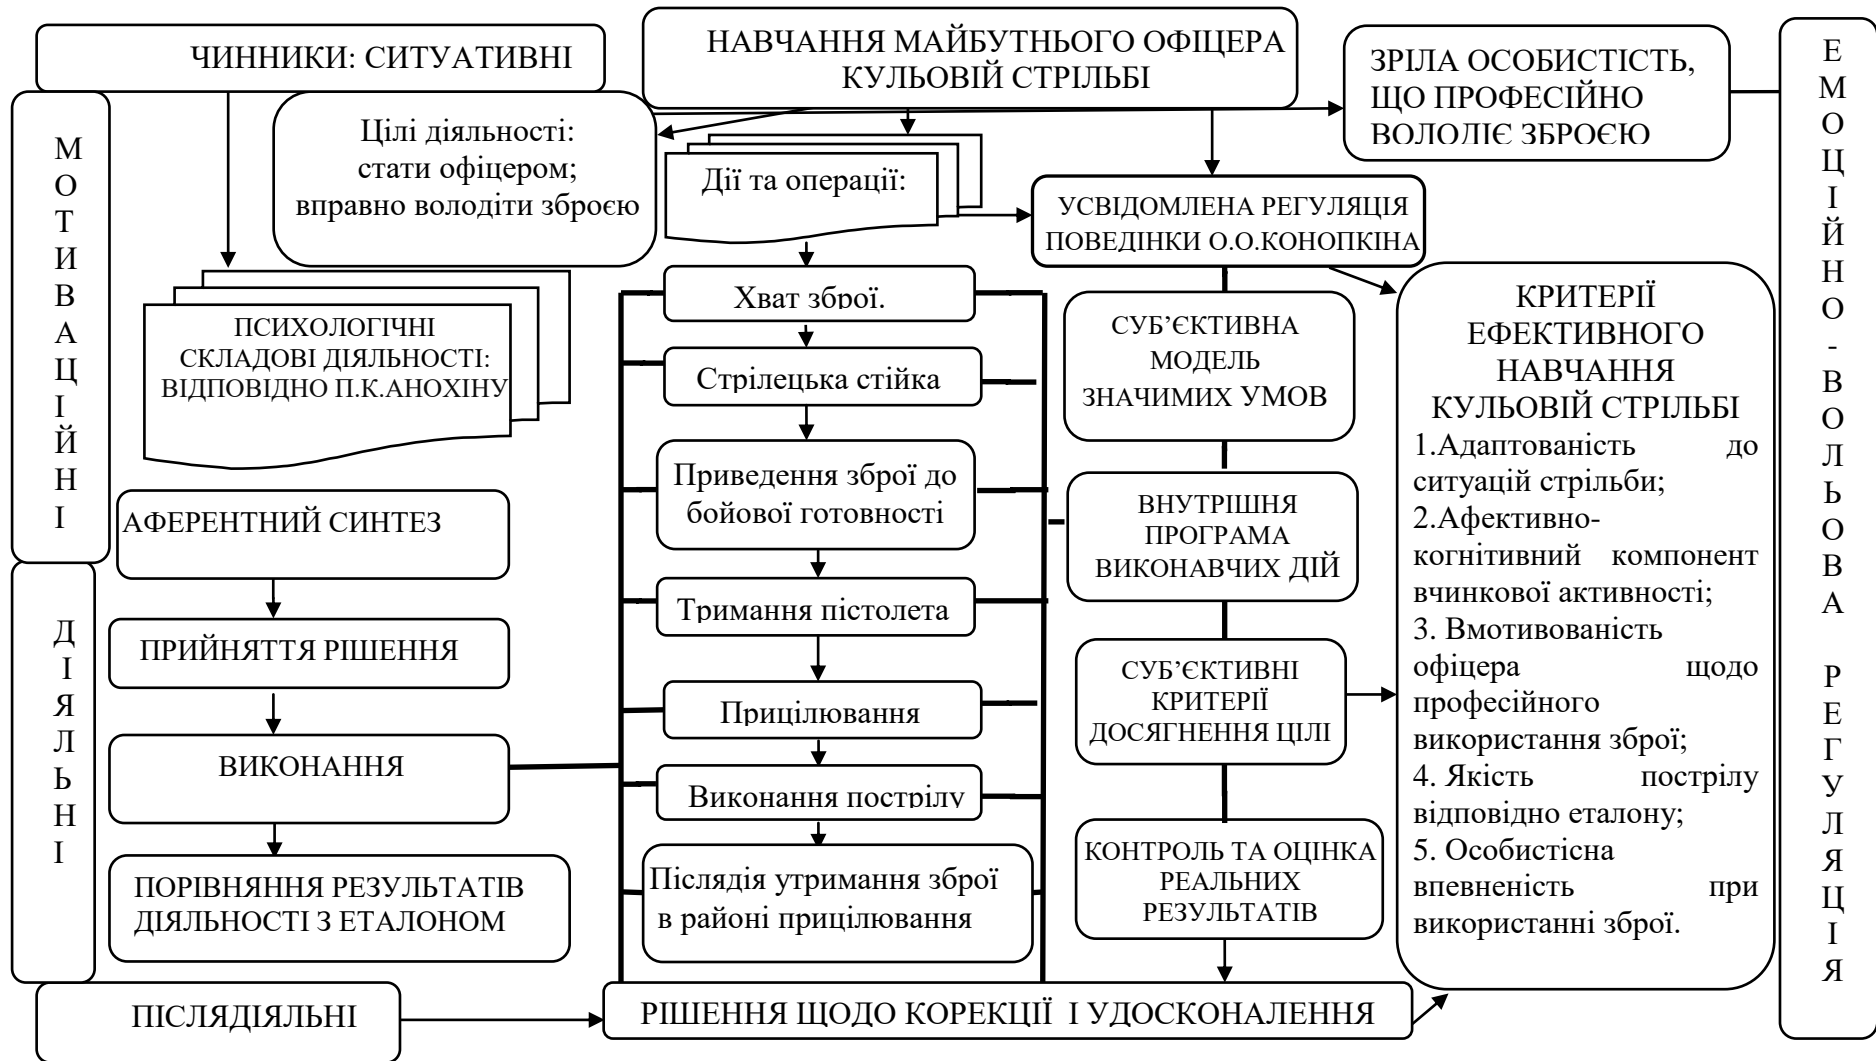 ЧИННИКИ: СИТУАТИВНІ
НАВЧАННЯ МАЙБУТНЬОГО ОФІЦЕРА
КУЛЬОВІЙ СТРІЛЬБІ
ЗРІЛА ОСОБИСТІСТЬ,
ЩО ПРОФЕСІЙНО
ВОЛОДІЄ ЗБРОЄЮ
ЕМОЦІЙНО-ВОЛЬОВА РЕГУЛЯЦІЯ
МОТИВАЦІЙНІ
Цілі діяльності:
стати офіцером;
вправно володіти зброєю
Дії та операції:
УСВІДОМЛЕНА РЕГУЛЯЦІЯ
ПОВЕДІНКИ О.О.КОНОПКІНА
ПСИХОЛОГІЧНІ
СКЛАДОВІ ДІЯЛЬНОСТІ:
ВІДПОВІДНО П.К.АНОХІНУ
АФЕРЕНТНИЙ СИНТЕЗ
ДІЯЛЬНІ
ПРИЙНЯТТЯ РІШЕННЯ
ВИКОНАННЯ
ПОРІВНЯННЯ РЕЗУЛЬТАТІВ
ДІЯЛЬНОСТІ З ЕТАЛОНОМ
Хват зброї.
Стрілецька стійка
Приведення зброї до
бойової готовності
Тримання пістолета
Прицілювання
Виконання пострілу
Післядія утримання зброї
в районі прицілювання
СУБ’ЄКТИВНА
МОДЕЛЬ
ЗНАЧИМИХ УМОВ
ВНУТРІШНЯ
ПРОГРАМА
ВИКОНАВЧИХ ДІЙ
СУБ’ЄКТИВНІ
КРИТЕРІЇ
ДОСЯГНЕННЯ ЦІЛІ
КОНТРОЛЬ ТА ОЦІНКА
РЕАЛЬНИХ
РЕЗУЛЬТАТІВ
КРИТЕРІЇ
ЕФЕКТИВНОГО
НАВЧАННЯ
КУЛЬОВІЙ СТРІЛЬБІ
1.Адаптованість до
ситуацій стрільби;
2.Афективно-
когнітивний компонент
вчинкової активності;
3. Вмотивованість
офіцера щодо
професійного
використання зброї;
4. Якість пострілу
відповідно еталону;
5. Особистісна
впевненість при
використанні зброї.
ПІСЛЯДІЯЛЬНІ
РІШЕННЯ ЩОДО КОРЕКЦІЇ І УДОСКОНАЛЕННЯ